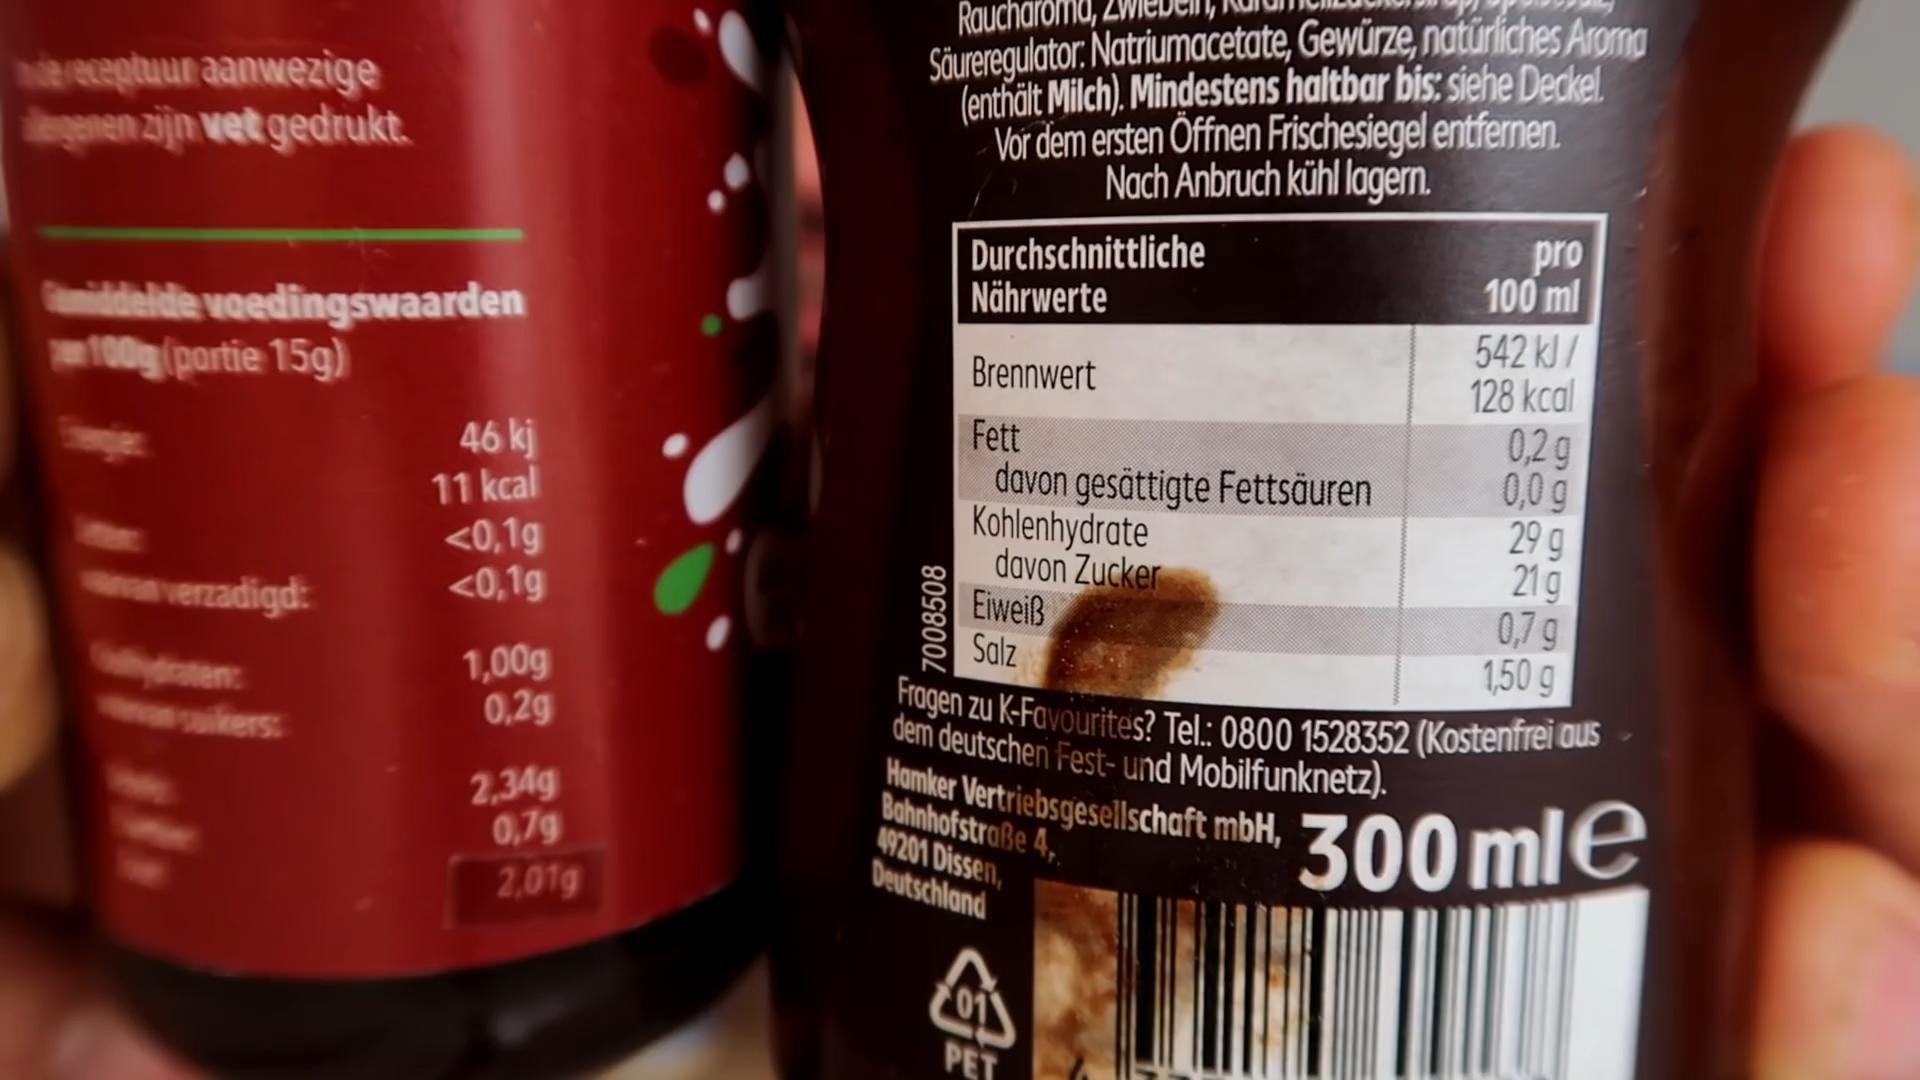 receptuur aanwezige
zijn vet gedrukt.
voedingswaarden
100g (portie 15g)
46 kj
11 kcal
<0,1g
verzadigd: <0,1g
1,00g
suikers: 0,2g
2,34g
0,7g
2,01g
Raucharoma, Zwiebeln,
Säureregulator: Natriumacetate, Gewürze, natürliches Aroma
(enthält Milch). Mindestens haltbar bis: siehe Deckel.
Vor dem ersten Öffnen Frischesiegel entfernen.
Nach Anbruch kühl lagern.
Durchschnittliche pro
Nährwerte 100 ml
Brennwert 542 kJ /
128 kcal
Fett 0,2 g
davon gesättigte Fettsäuren 0,0 g
Kohlenhydrate 29 g
davon Zucker 21 g
Eiweiß 0,7 g
Salz 1,50 g
7008508
Fragen zu K-Favourites? Tel.: 0800 1528352 (Kostenfrei aus
dem deutschen Fest- und Mobilfunknetz).
Hamker Vertriebsgesellschaft mbH,
Bahnhofstraße 4,
49201 Dissen,
Deutschland
300 ml e
01
PET